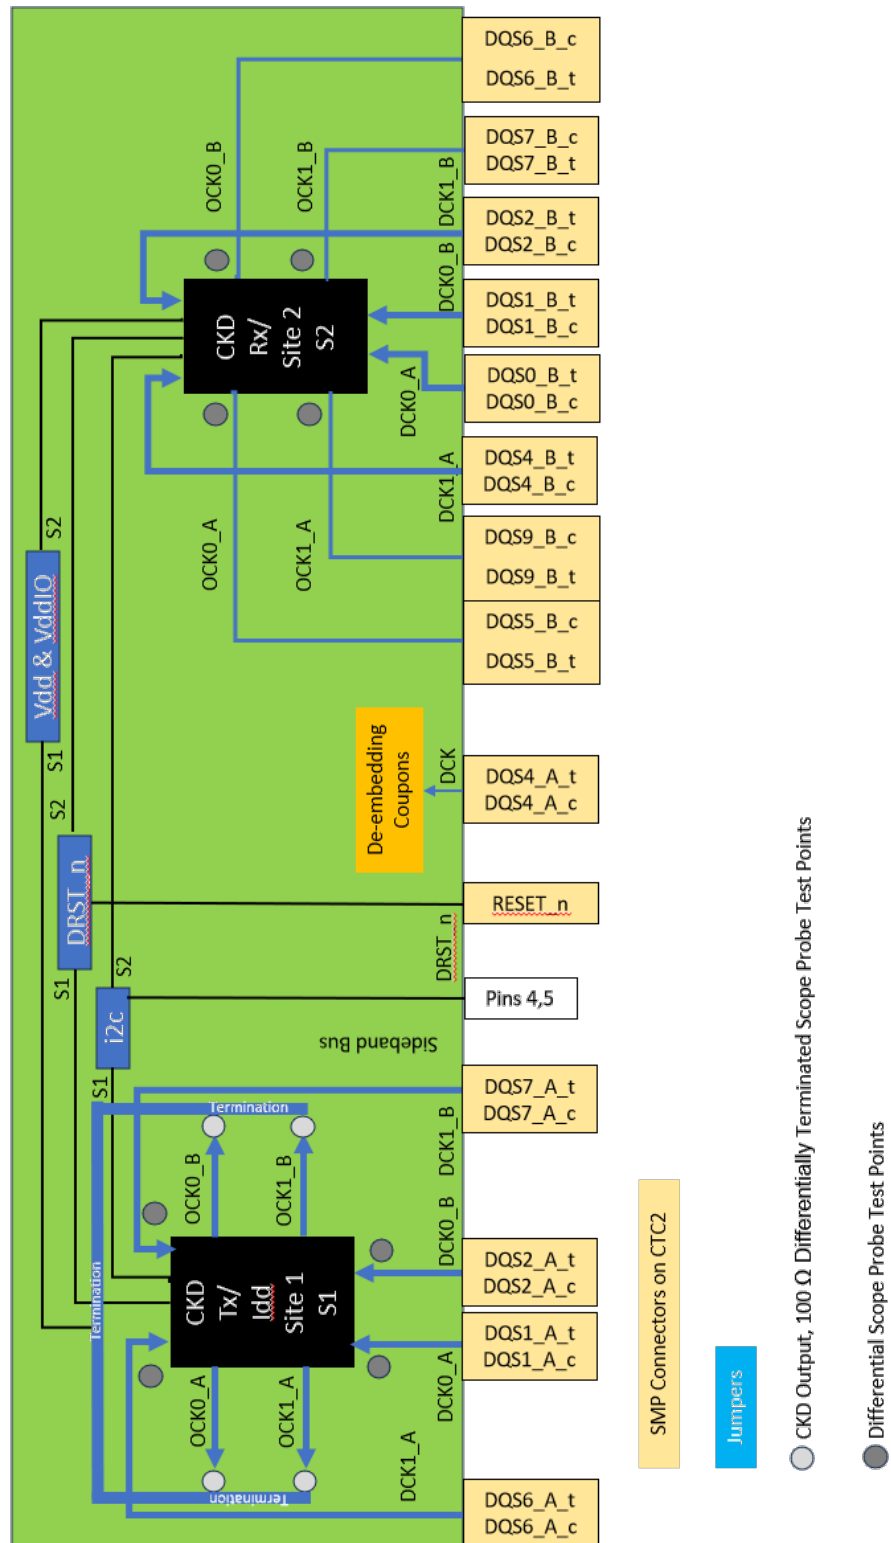 DQS6_B_c
DQS6_B_t
DQS7_B_c
DQS7_B_t
DQS2_B_t
DQS2_B_c
DQS1_B_t
DQS1_B_c
DQS0_B_t
DQS0_B_c
DQS4_B_t
DQS4_B_c
DQS9_B_c
DQS9_B_t
DQS5_B_c
DQS5_B_t
DQS4_A_t
DQS4_A_c
RESET_n
Pins 4,5
DQS7_A_t
DQS7_A_c
DQS2_A_t
DQS2_A_c
DQS1_A_t
DQS1_A_c
DQS6_A_t
DQS6_A_c
OCK0_B
OCK1_B
DCK1_B
DCK0_B
CKD
Rx/
Site 2
S2
DCK0_A
DCK1_A
OCK0_A
OCK1_A
S2
Vdd & VddIO
S1
S2
DRST_n
S1
S2
i2c
S1
De-embedding
Coupons
DCK
DRST_n
Sideband Bus
Termination
OCK0_B
OCK1_B
DCK1_B
DCK0_B
Termination
CKD
Tx/
Idd
Site 1
S1
OCK0_A
OCK1_A
DCK0_A
DCK1_A
Termination
SMP Connectors on CTC2
Jumpers
CKD Output, 100 Ω Differentially Terminated Scope Probe Test Points
Differential Scope Probe Test Points